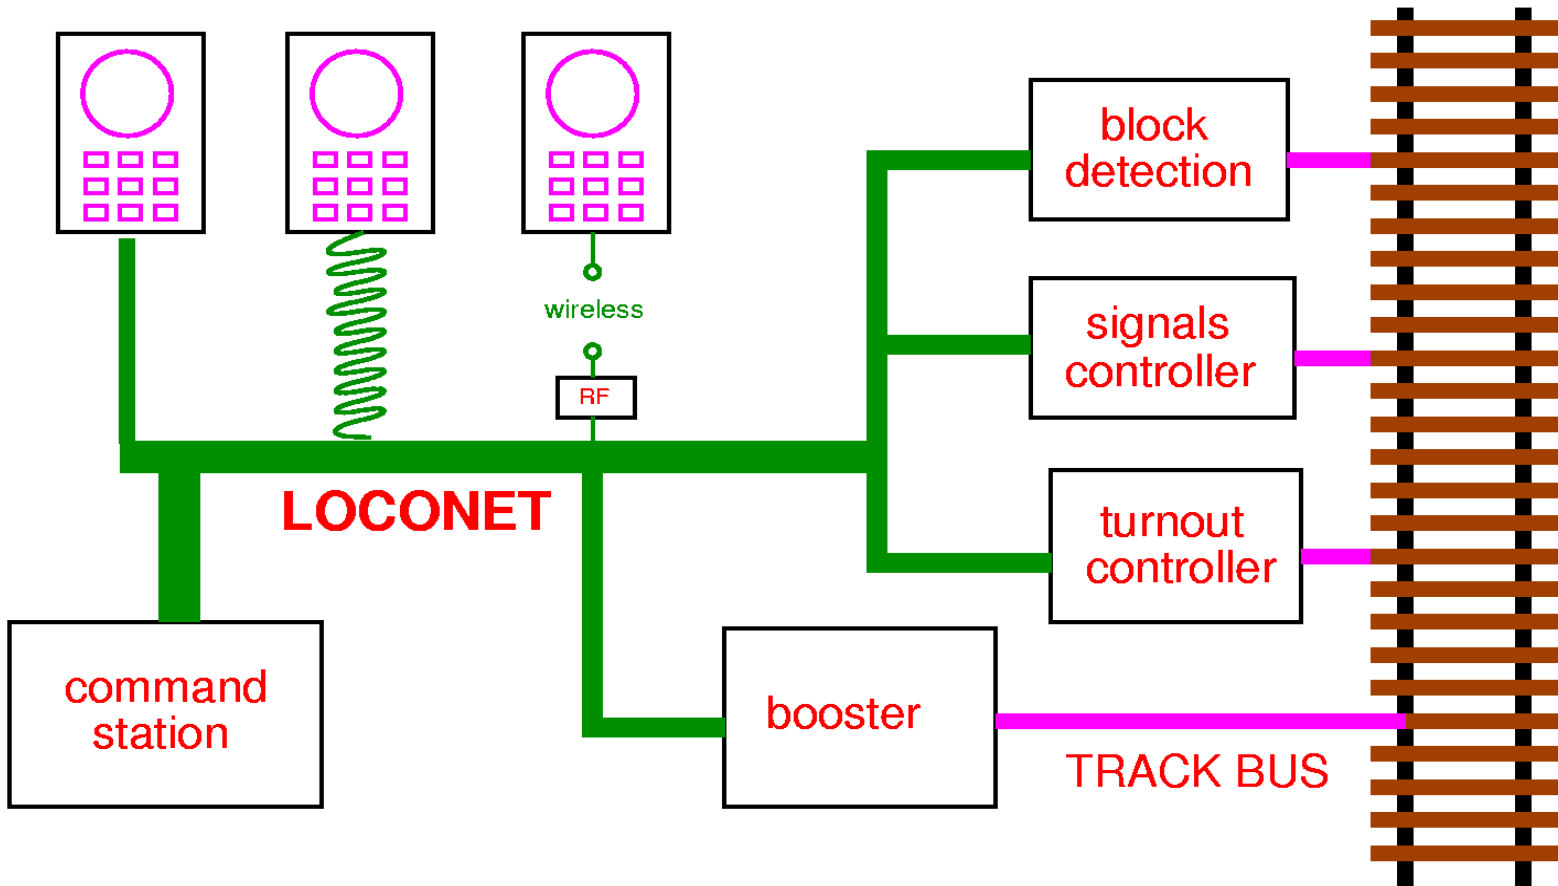 block
detection
wireless
signals
controller
RF
LOCONET
turnout
controller
command
station
booster
TRACK BUS